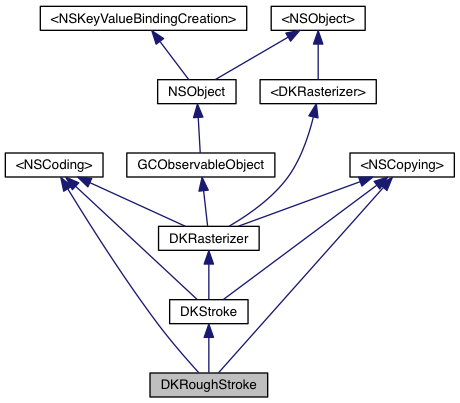 <NSKeyValueBindingCreation>
<NSObject>
NSObject
<DKRasterizer>
<NSCoding>
GCObservableObject
<NSCopying>
DKRasterizer
DKStroke
DKRoughStroke